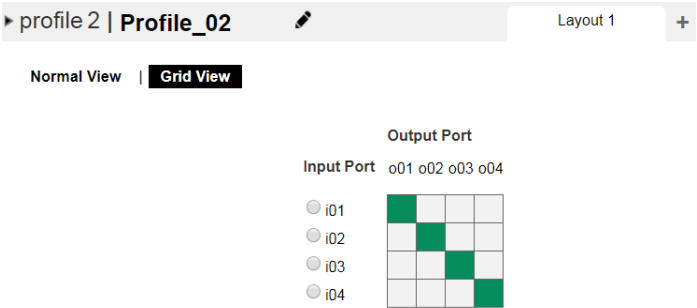 profile 2 | Profile_02
Layout 1 +
Normal View | Grid View
Output Port
Input Port o01 o02 o03 o04
i01
i02
i03
i04